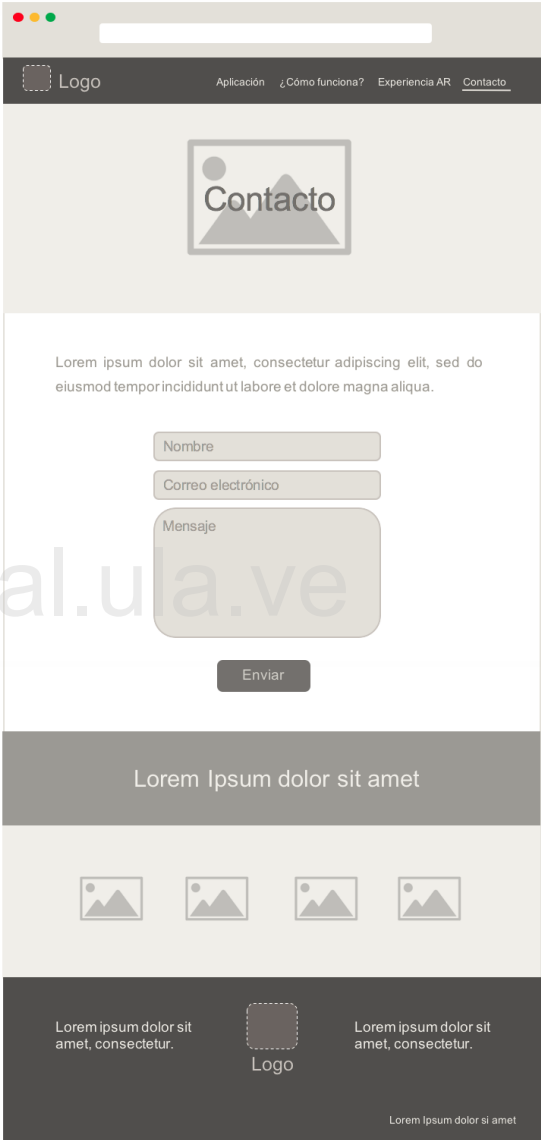 Logo
Aplicación ¿Cómo funciona? Experiencia AR Contacto
Contacto
Lorem ipsum dolor sit amet, consectetur adipiscing elit, sed do
eiusmod tempor incididunt ut labore et dolore magna aliqua.
Nombre
Correo electrónico
Mensaje
al.ula.ve
Enviar
Lorem Ipsum dolor sit amet
Lorem ipsum dolor sit
amet, consectetur.
Logo
Lorem ipsum dolor sit
amet, consectetur.
Lorem Ipsum dolor si amet